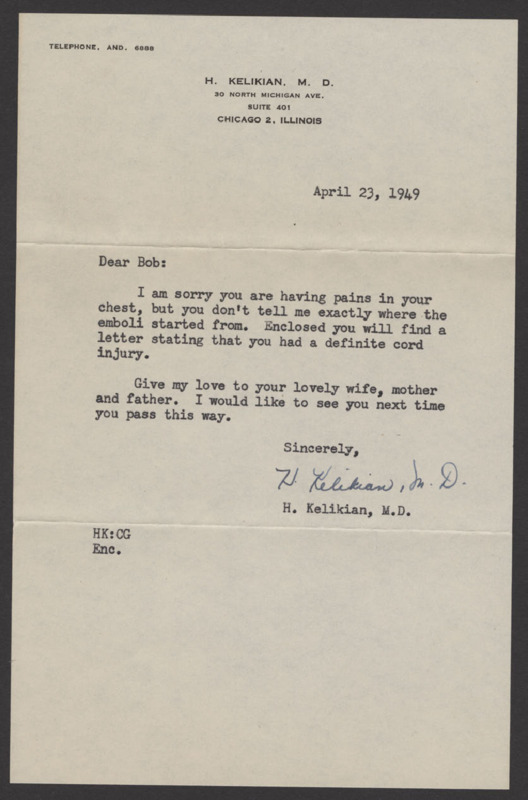 TELEPHONE, AND. 6888
H. KELIKIAN, M. D.
30 NORTH MICHIGAN AVE.
SUITE 401
CHICAGO 2, ILLINOIS
April 23, 1949
Dear Bob:
I am sorry you are having pains in your
chest, but you don't tell me exactly where the
emboli started from. Enclosed you will find a
letter stating that you had a definite cord
injury.
Give my love to your lovely wife, mother
and father. I would like to see you next time
you pass this way.
Sincerely,
H. Kelikian, M. D.
H. Kelikian, M.D.
HK:CG
Enc.